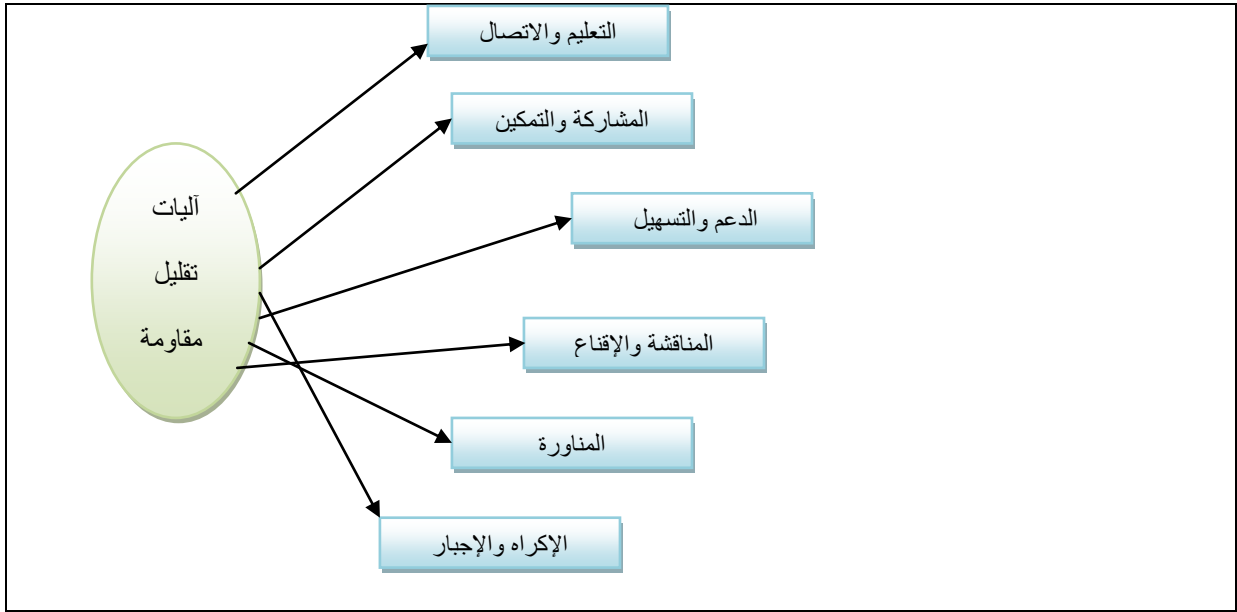 التعليم والاتصال
المشاركة والتمكين
آليات
تقليل
مقاومة
الدعم والتسهيل
المناقشة والإقناع
المناورة
الإكراه والإجبار